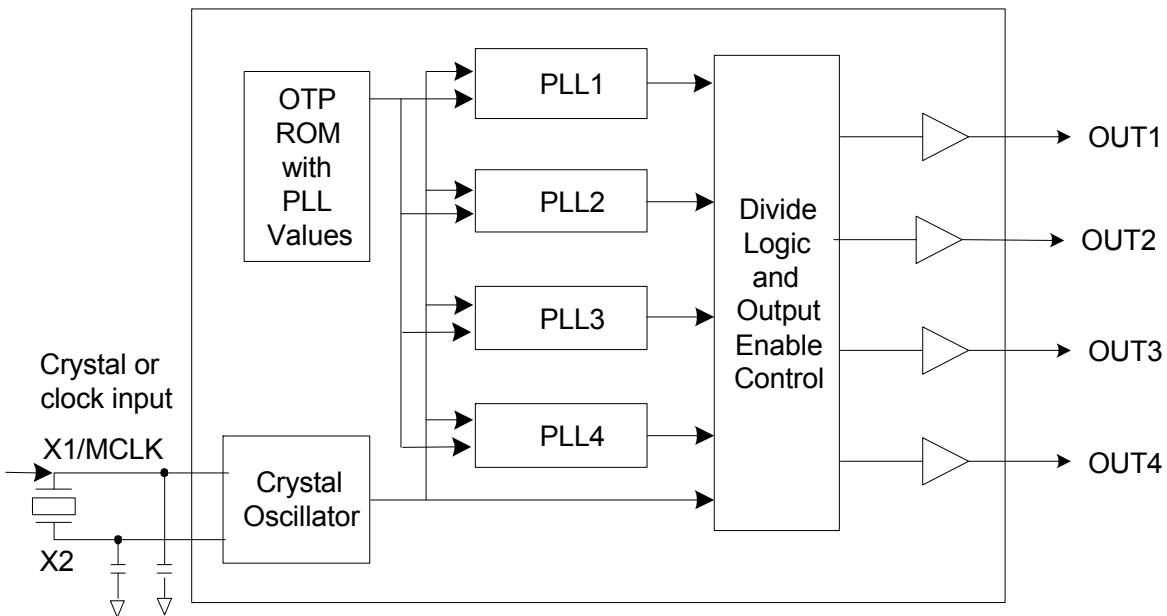 OTP
ROM
with
PLL
Values
PLL1
PLL2
PLL3
PLL4
Divide
Logic
and
Output
Enable
Control
OUT1
OUT2
OUT3
OUT4
Crystal or
clock input
X1/MCLK
X2
Crystal
Oscillator